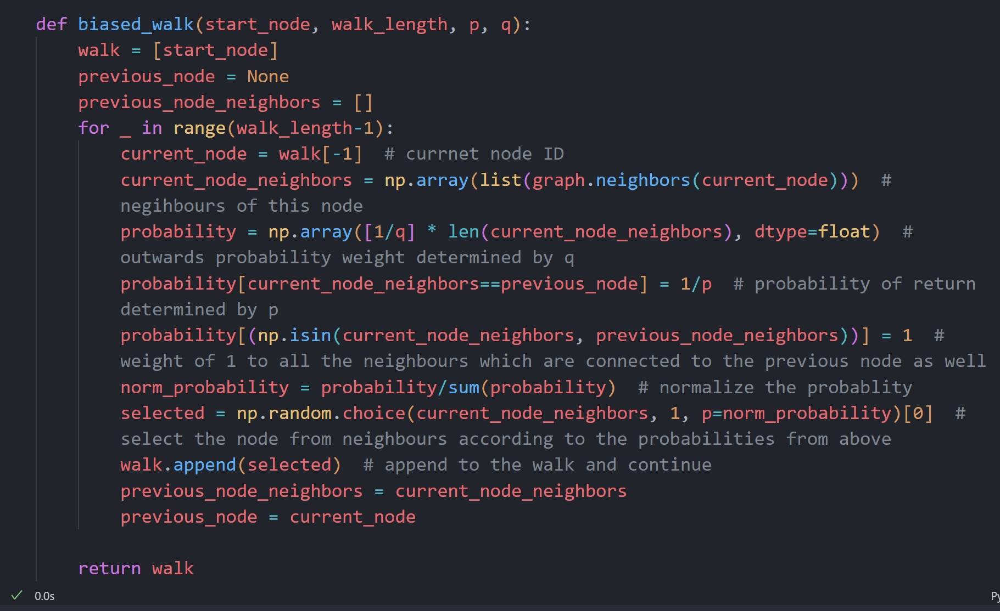 def biased_walk(start_node, walk_length, p, q):
walk = [start_node]
previous_node = None
previous_node_neighbors = []
for _ in range(walk_length-1):
current_node = walk[-1]  # currnet node ID
current_node_neighbors = np.array(list(graph.neighbors(current_node)))  #
negihbours of this node
probability = np.array([1/q] * len(current_node_neighbors), dtype=float)  #
outwards probability weight determined by q
probability[current_node_neighbors==previous_node] = 1/p  # probability of return
determined by p
probability[(np.isin(current_node_neighbors, previous_node_neighbors))] = 1  #
weight of 1 to all the neighbours which are connected to the previous node as well
norm_probability = probability/sum(probability)  # normalize the probablity
selected = np.random.choice(current_node_neighbors, 1, p=norm_probability)[0]  #
select the node from neighbours according to the probabilities from above
walk.append(selected)  # append to the walk and continue
previous_node_neighbors = current_node_neighbors
previous_node = current_node
return walk
0.0s
Py